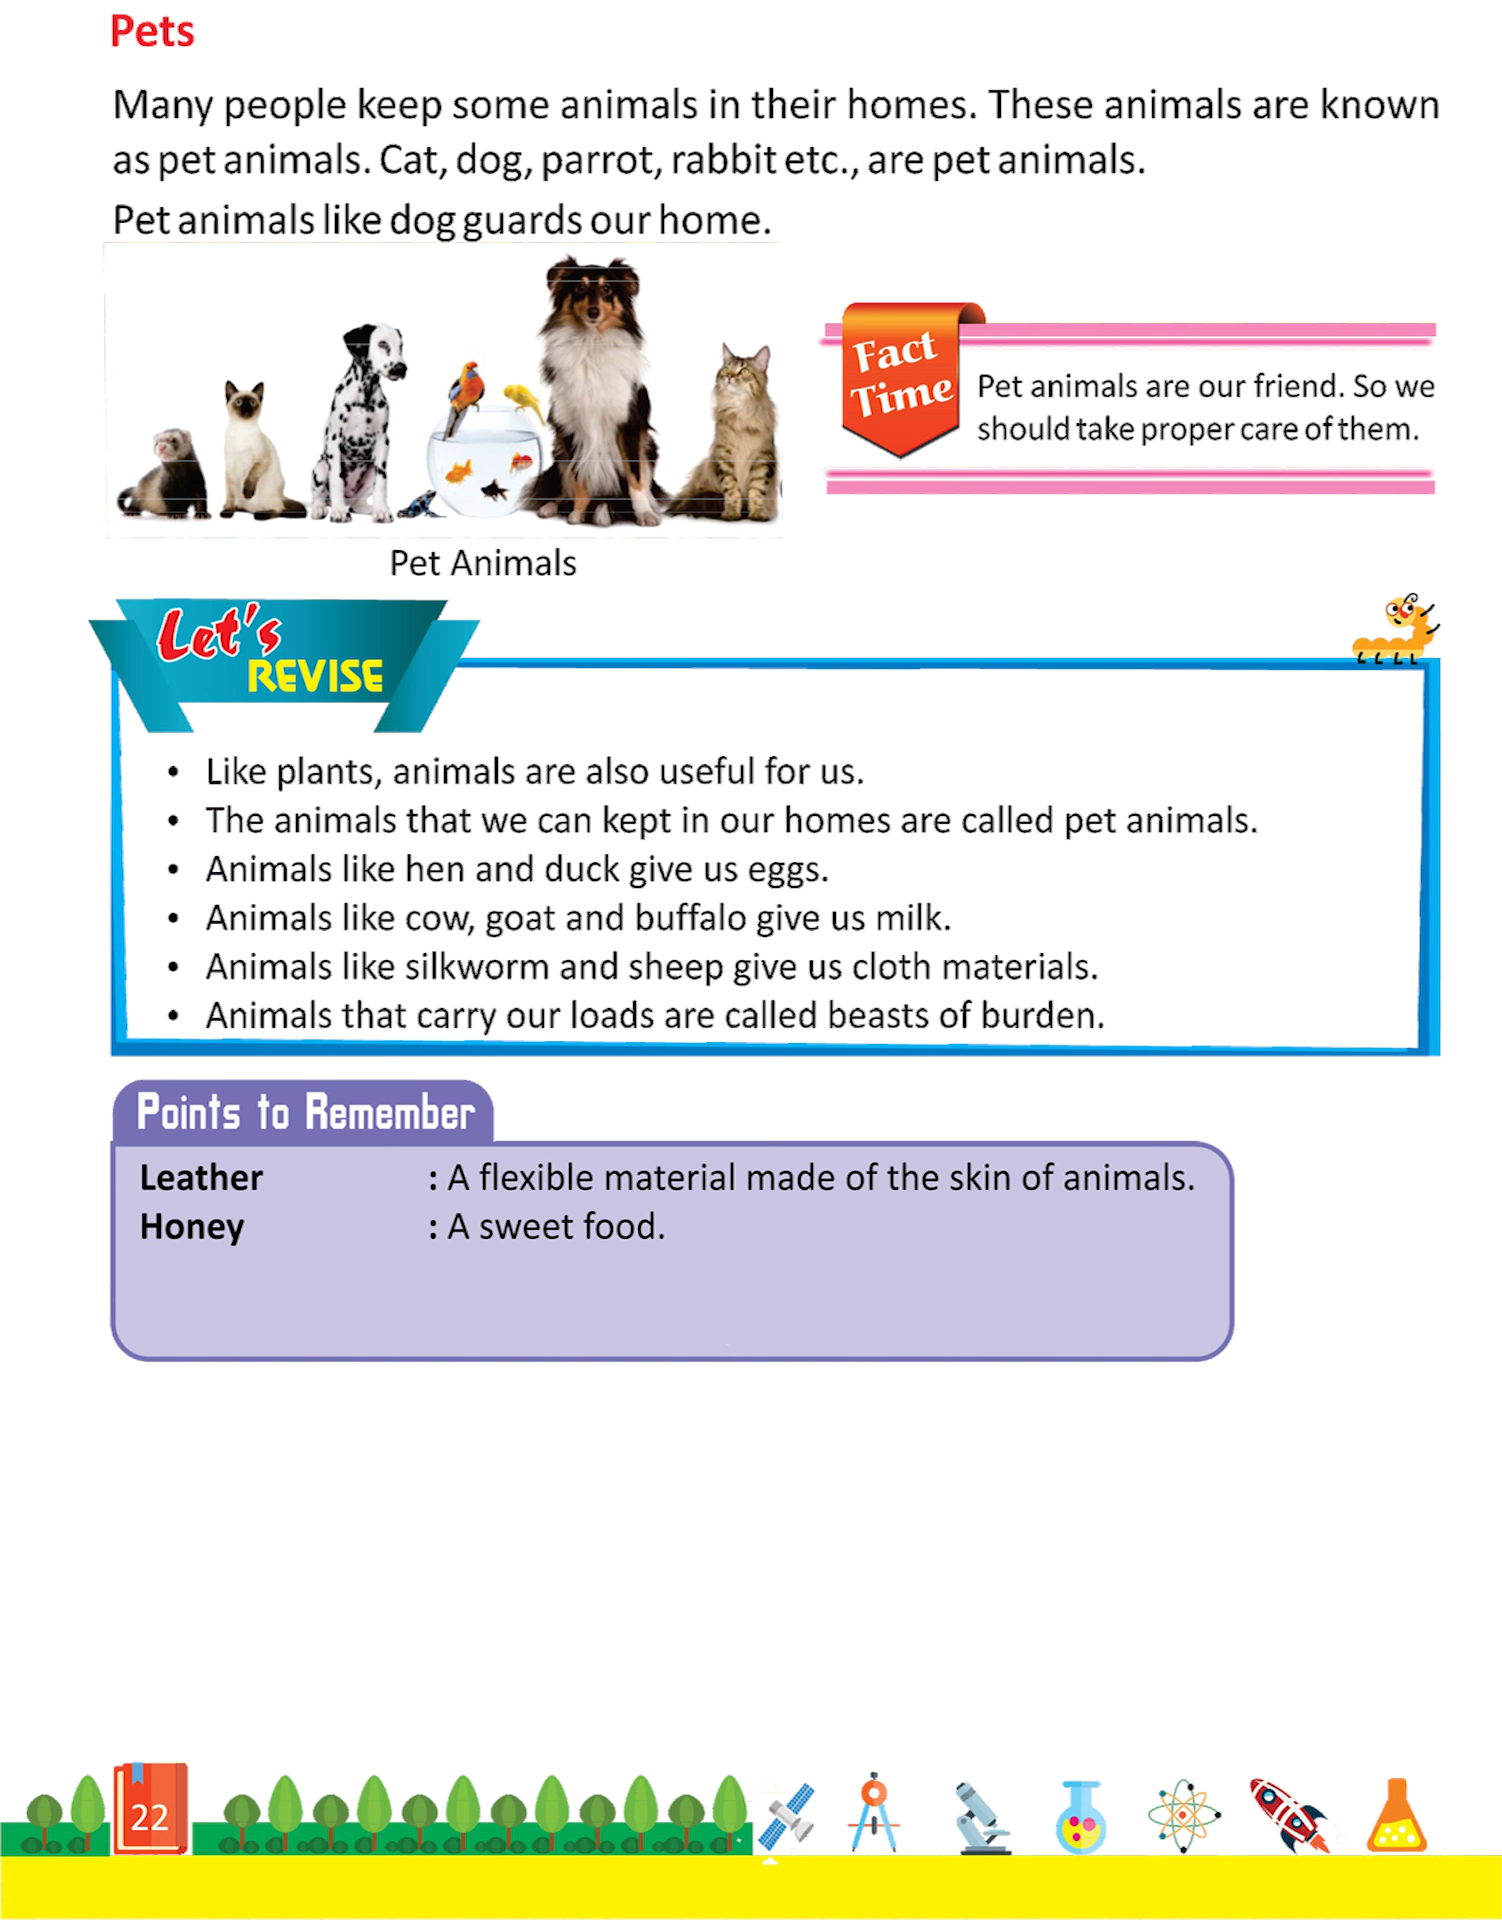 Pets
Many people keep some animals in their homes. These animals are known
as pet animals. Cat, dog, parrot, rabbit etc., are pet animals.
Pet animals like dog guards our home.
Fact
Time
Pet animals are our friend. So we
should take proper care of them.
Pet Animals
Let's
REVISE
• Like plants, animals are also useful for us.
• The animals that we can kept in our homes are called pet animals.
• Animals like hen and duck give us eggs.
• Animals like cow, goat and buffalo give us milk.
• Animals like silkworm and sheep give us cloth materials.
• Animals that carry our loads are called beasts of burden.
Points to Remember
Leather : A flexible material made of the skin of animals.
Honey : A sweet food.
22